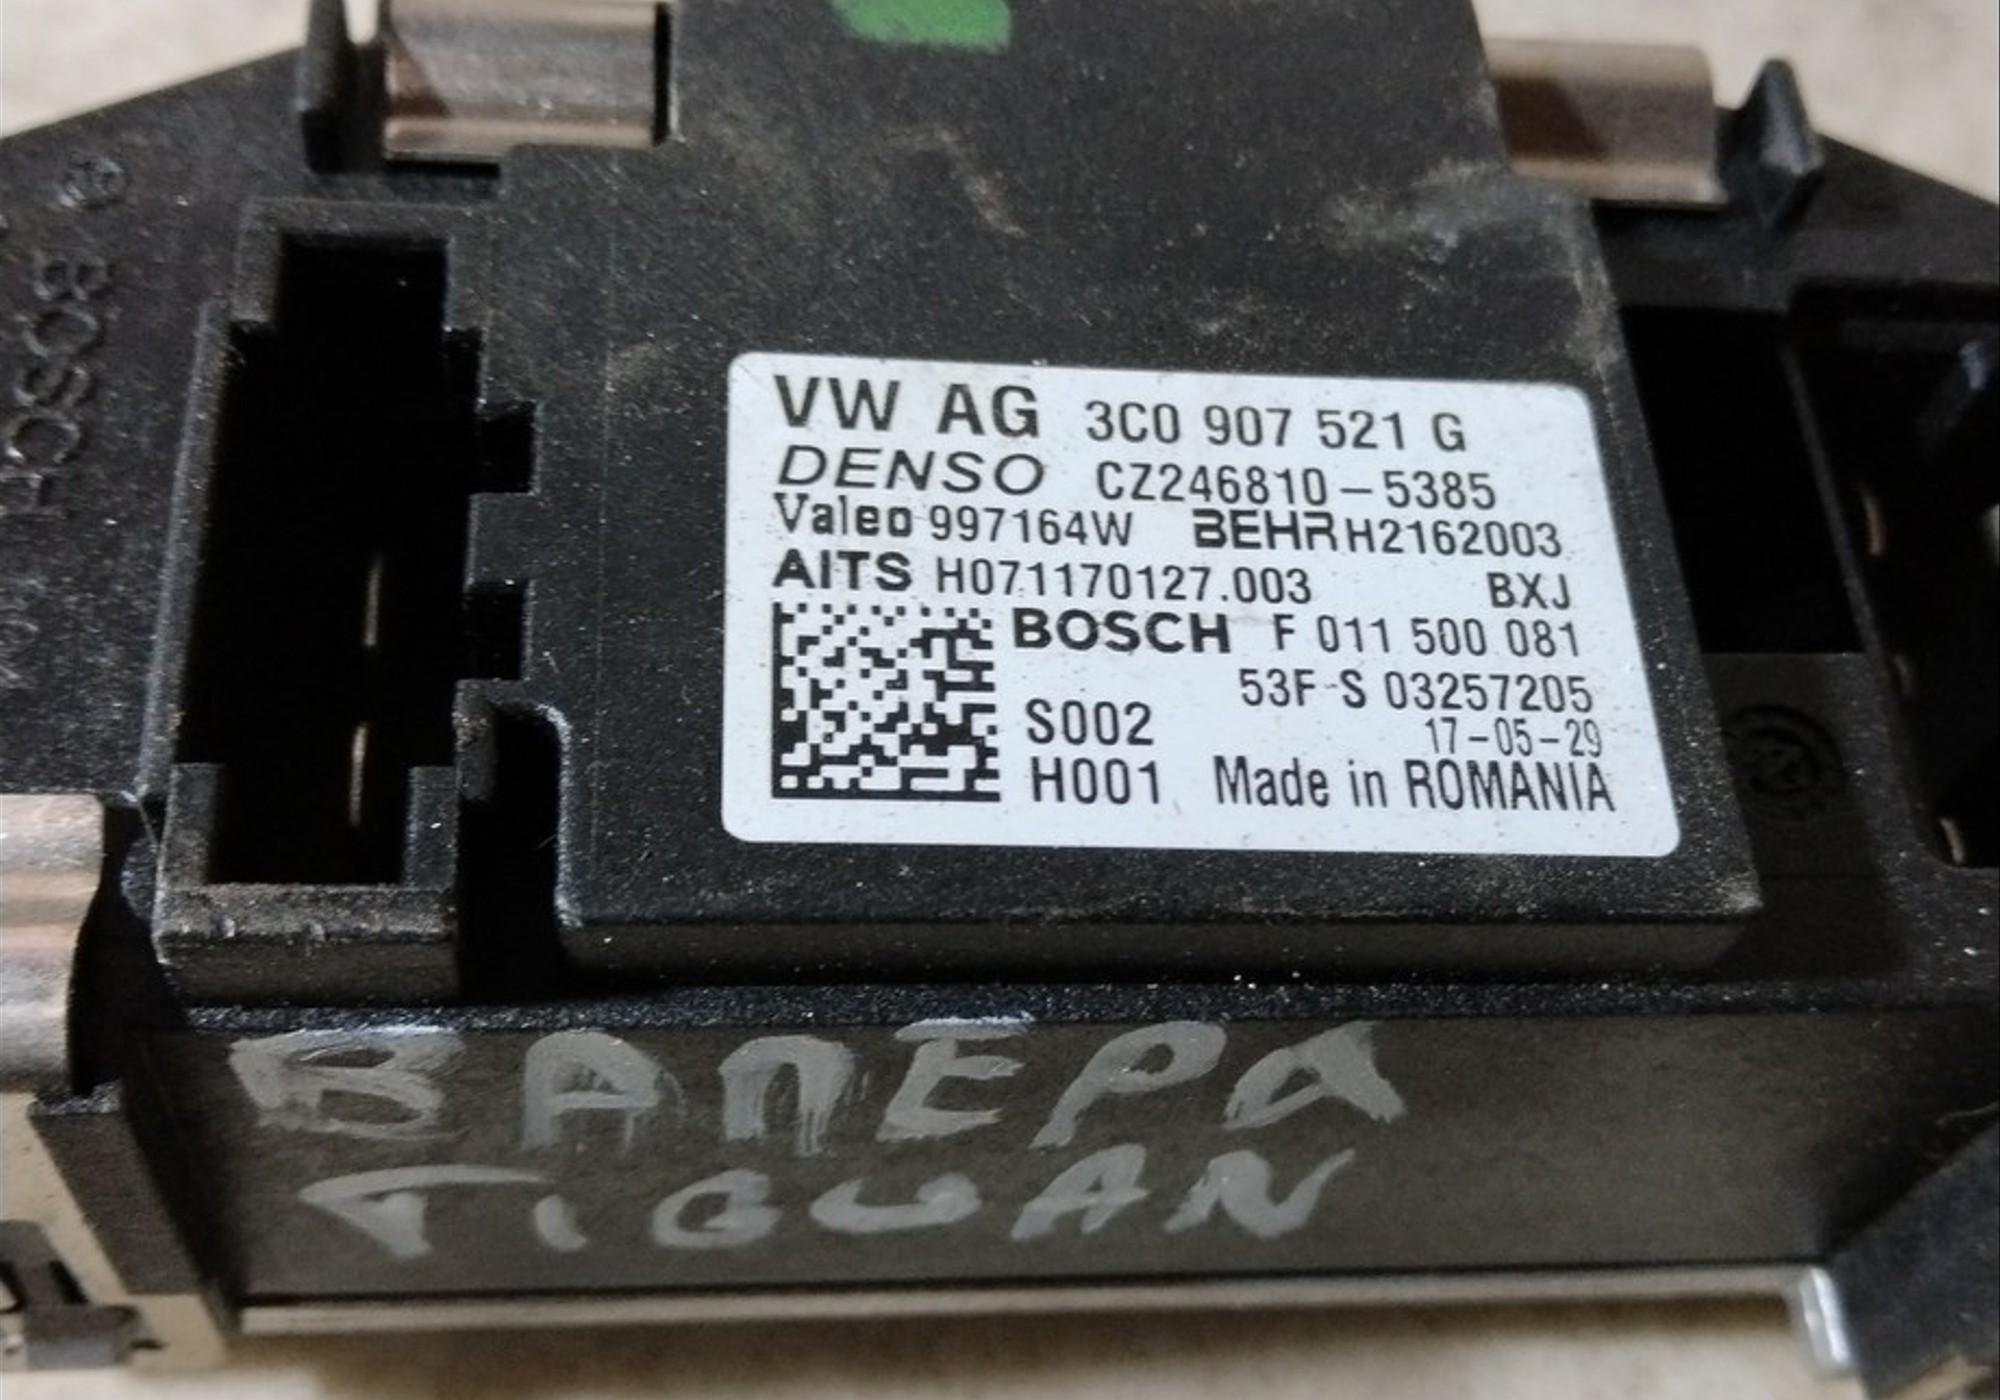 BOSCH
VW AG 3C0 907 521 G
DENSO CZ246810-5385
Valeo 997164W BEHR H2162003
AITS H071170127.003 BXJ
BOSCH F 011 500 081
53F-S 03257205
S002 17-05-29
H001 Made in ROMANIA
ВАПЕРА
TIGUAN